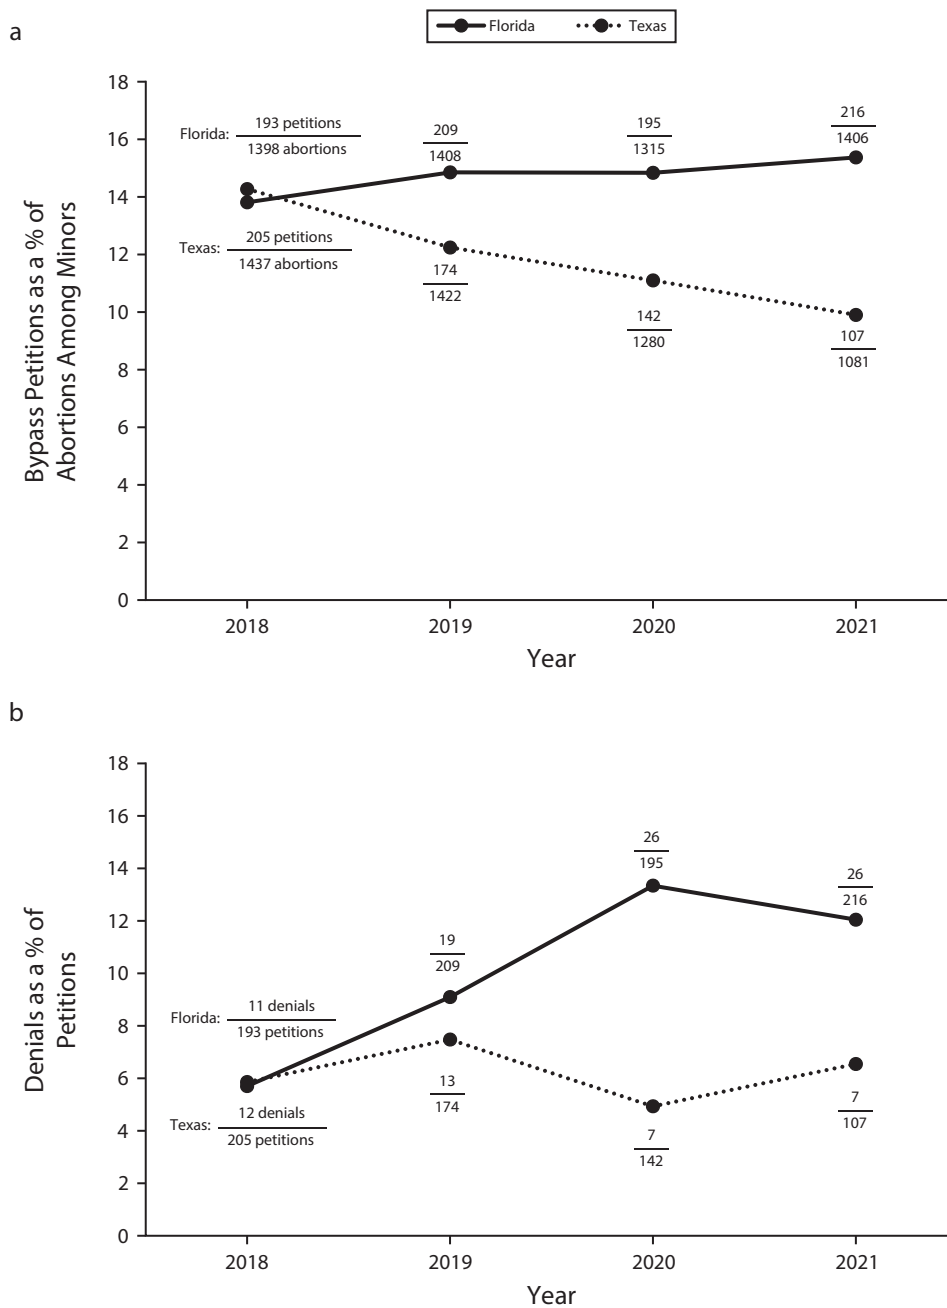 Florida
Texas
a
Bypass Petitions as a % of
Abortions Among Minors
18
16
14
12
10
8
6
4
2
0
Florida:
193 petitions
1398 abortions
209
1408
195
1315
216
1406
Texas:
205 petitions
1437 abortions
174
1422
142
1280
107
1081
2018
2019
2020
2021
Year
b
Denials as a % of
Petitions
18
16
14
12
10
8
6
4
2
0
Florida:
11 denials
193 petitions
19
209
26
195
26
216
Texas:
12 denials
205 petitions
13
174
7
142
7
107
2018
2019
2020
2021
Year